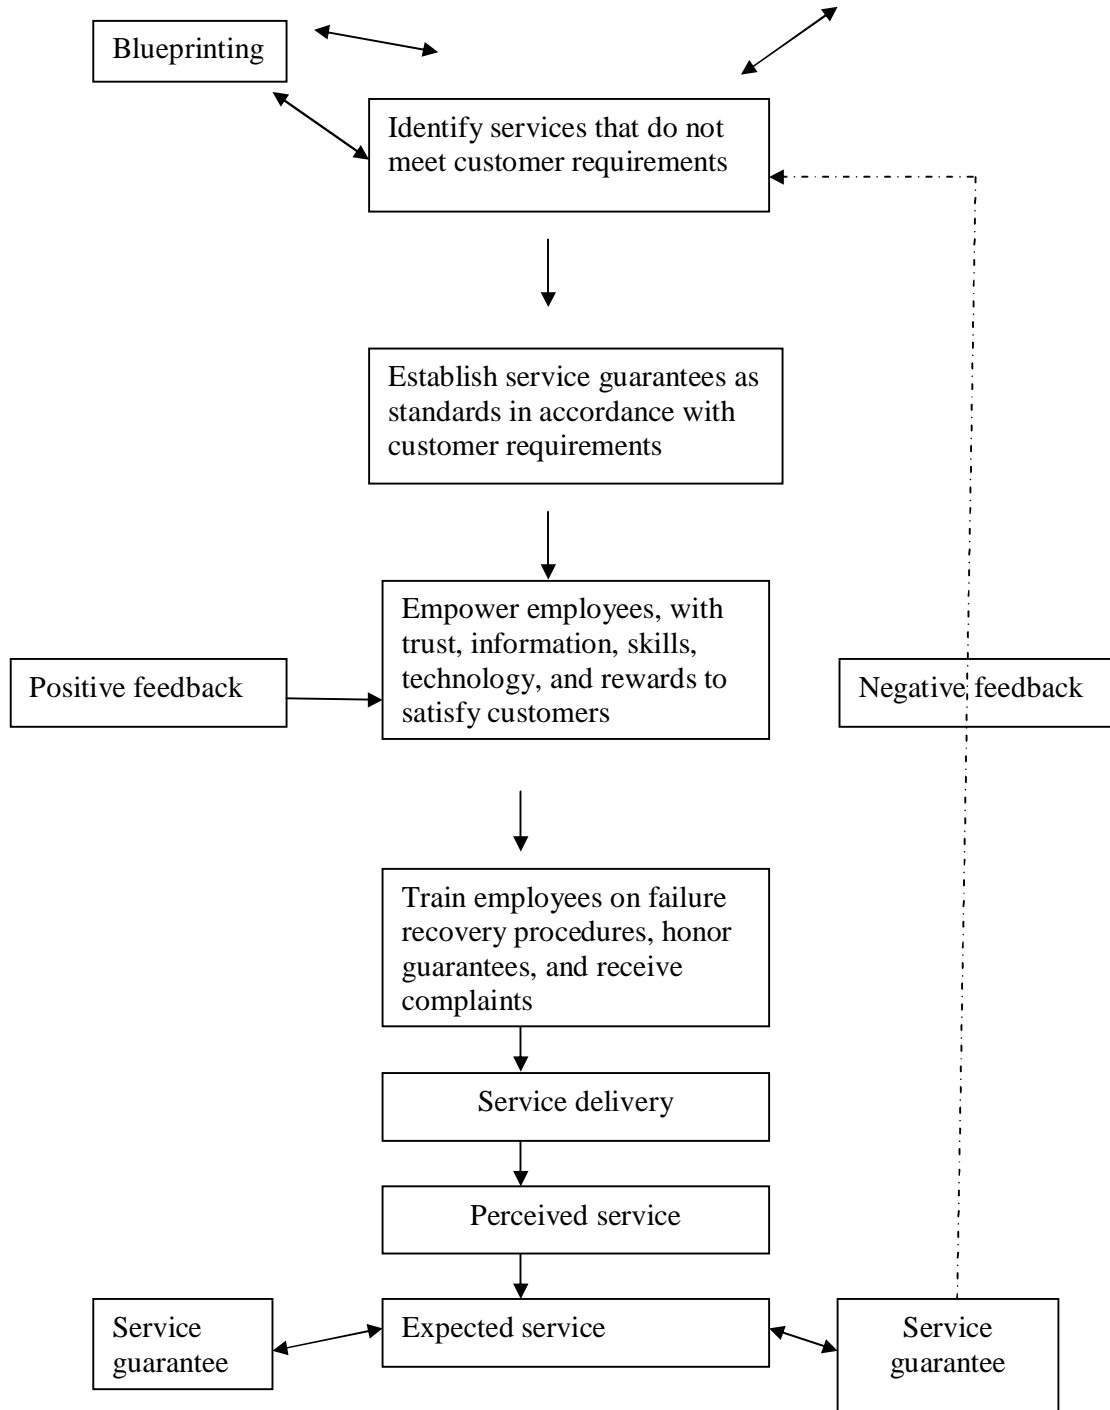 Blueprinting
Identify services that do not
meet customer requirements
Establish service guarantees as
standards in accordance with
customer requirements
Empower employees, with
trust, information, skills,
technology, and rewards to
satisfy customers
Positive feedback
Negative feedback
Train employees on failure
recovery procedures, honor
guarantees, and receive
complaints
Service delivery
Perceived service
Service
guarantee
Expected service
Service
guarantee